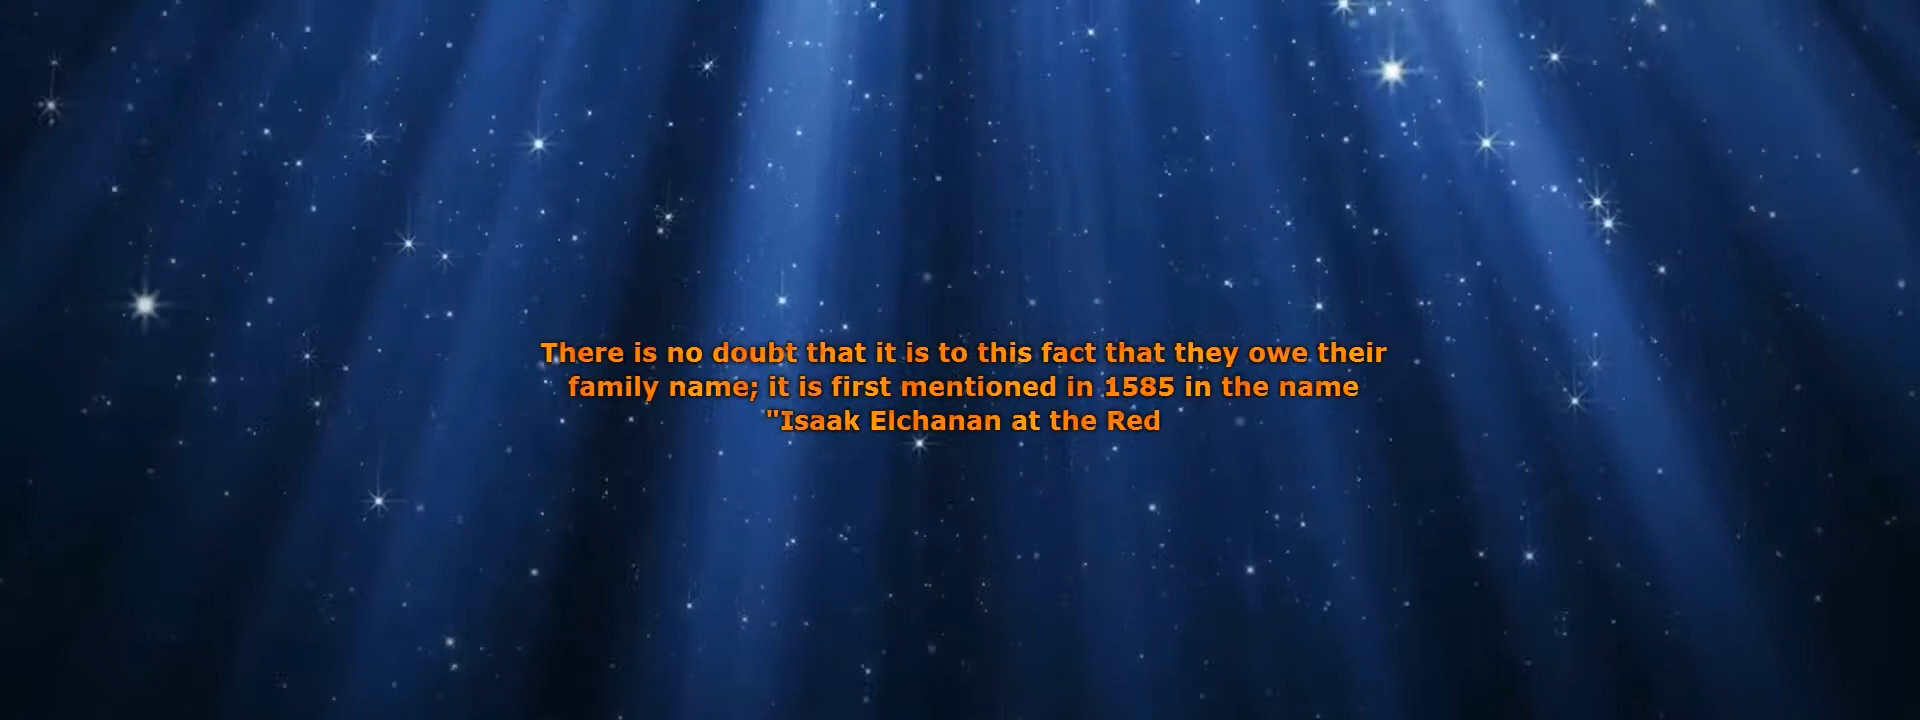 There is no doubt that it is to this fact that they owe their
family name; it is first mentioned in 1585 in the name
"Isaak Elchanan at the Red